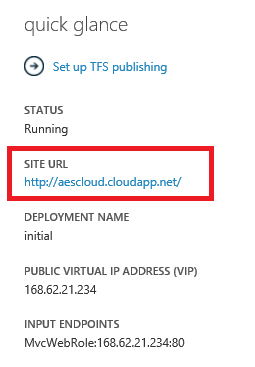 quick glance
Set up TFS publishing
STATUS
Running
SITE URL
http://aescloud.cloudapp.net/
DEPLOYMENT NAME
initial
PUBLIC VIRTUAL IP ADDRESS (VIP)
168.62.21.234
INPUT ENDPOINTS
MvcWebRole:168.62.21.234:80